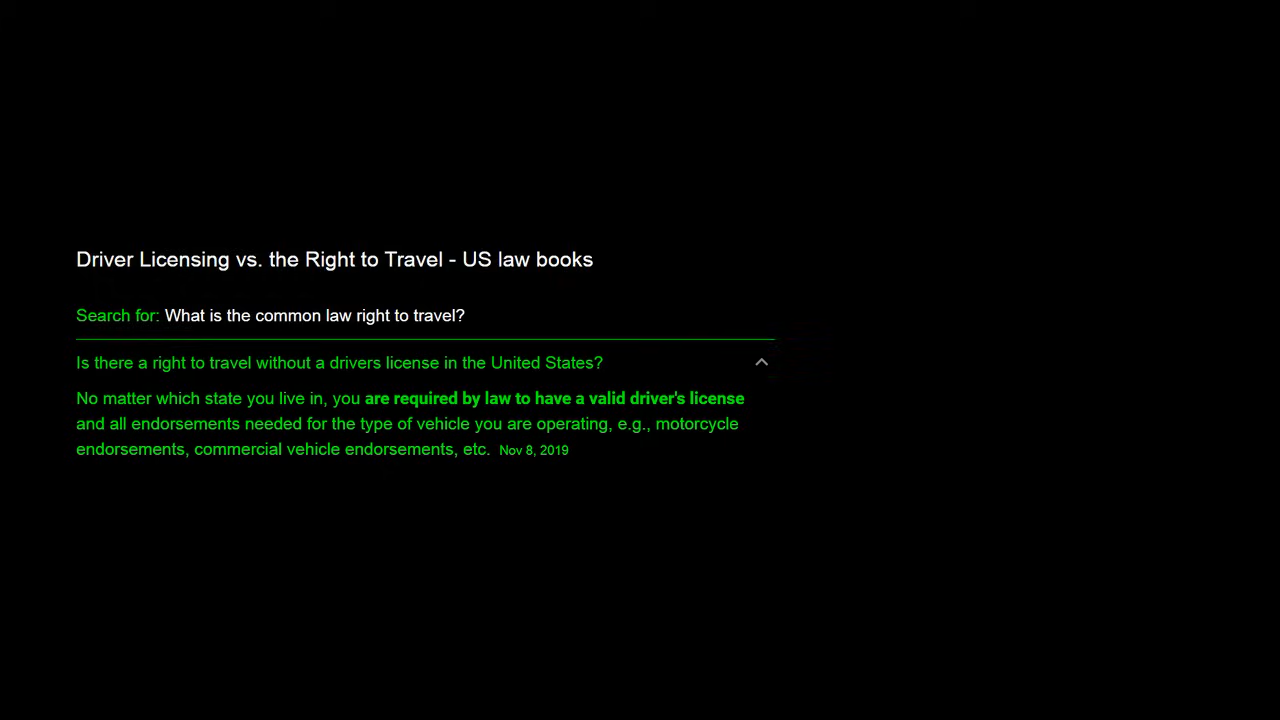 Driver Licensing vs. the Right to Travel - US law books
Search for: What is the common law right to travel?
Is there a right to travel without a drivers license in the United States?
No matter which state you live in, you are required by law to have a valid driver's license
and all endorsements needed for the type of vehicle you are operating, e.g., motorcycle
endorsements, commercial vehicle endorsements, etc. Nov 8, 2019